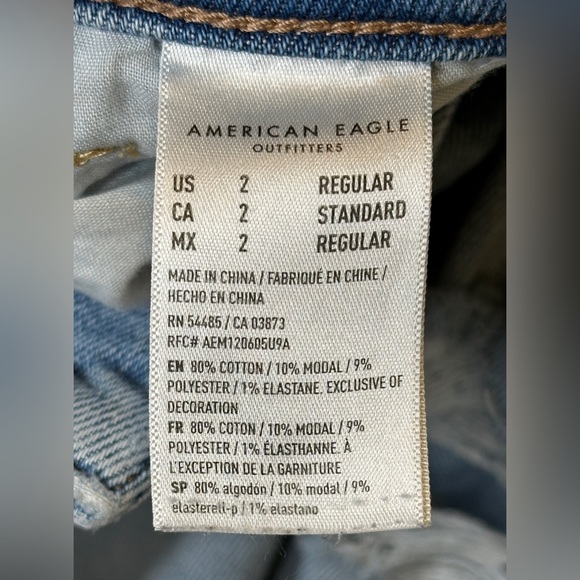 AMERICAN EAGLE
OUTFITTERS
US 2 REGULAR
CA 2 STANDARD
MX 2 REGULAR
MADE IN CHINA / FABRIQUÉ EN CHINE /
HECHO EN CHINA
RN 54485 / CA 03873
RFC# AEM120605U9A
EN 80% COTTON / 10% MODAL / 9%
POLYESTER / 1% ELASTANE. EXCLUSIVE OF
DECORATION
FR 80% COTON / 10% MODAL / 9%
POLYESTER / 1% ÉLASTHANNE. À
L'EXCEPTION DE LA GARNITURE
SP 80% algodón / 10% modal / 9%
elasterell-p / 1% elastano